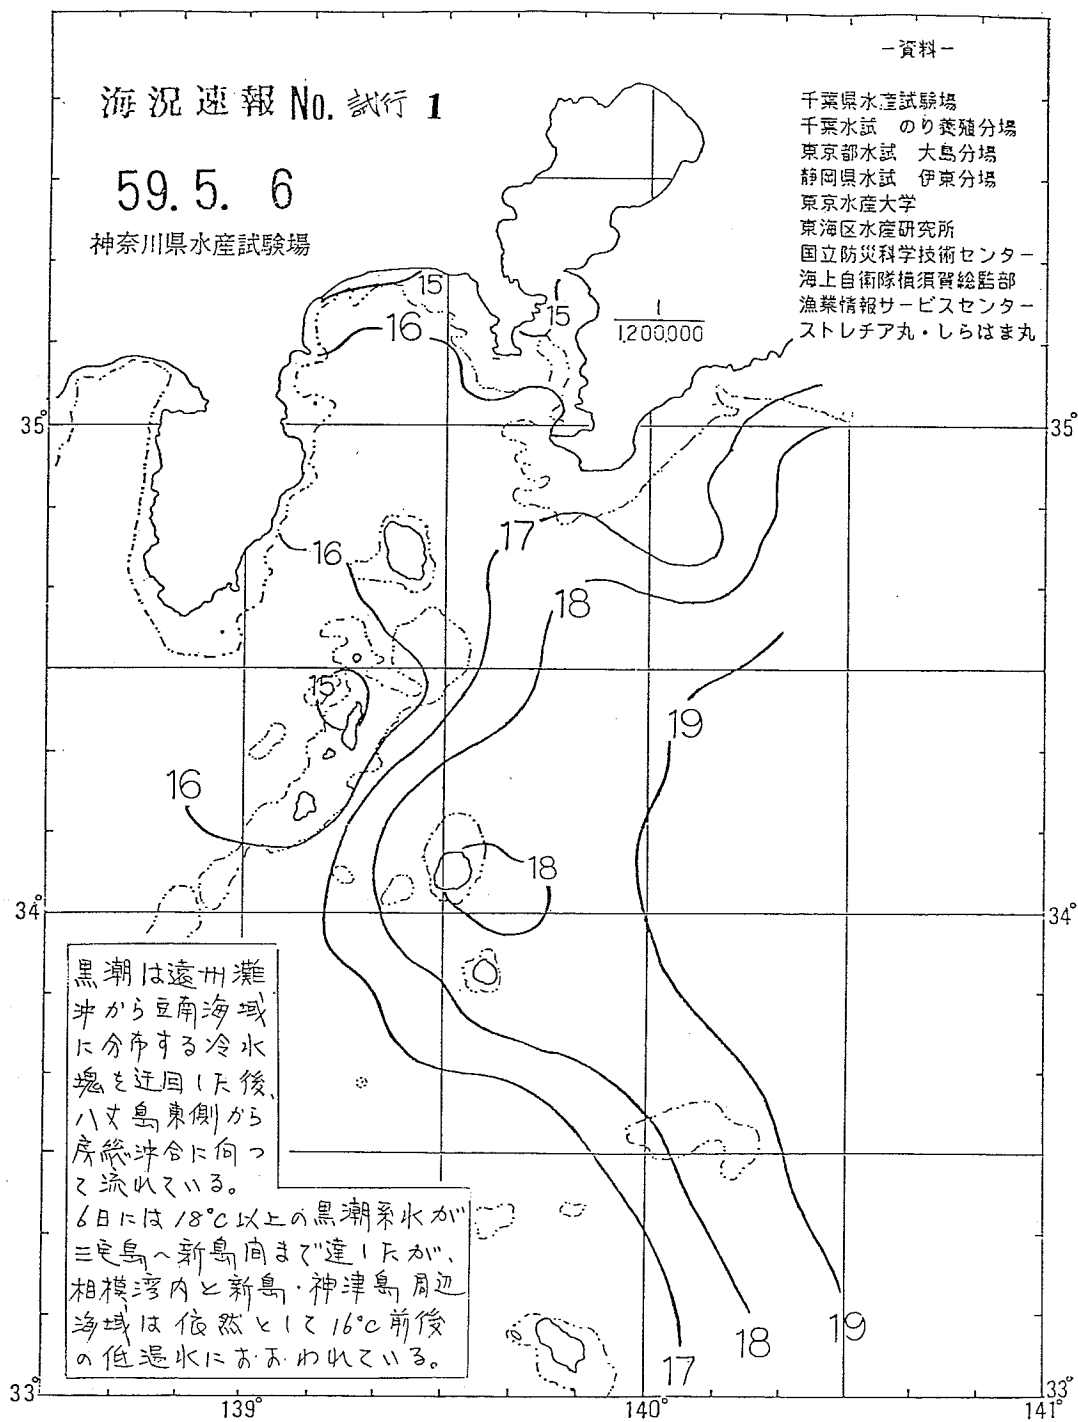 海況速報 No. 試行 1
59. 5. 6
神奈川県水産試験場
－資料－
千葉県水産試験場
千葉水試 のり養殖分場
東京都水試 大島分場
静岡県水試 伊東分場
東京水産大学
東海区水産研究所
国立防災科学技術センター
海上自衛隊横須賀総監部
漁業情報サービスセンター
ストレチア丸・しらはま丸
1
1,200,000
15
15
16
35°
35°
17
16
18
15
19
16
18
34°
34°
黒潮は遠州灘
沖から豆南海域
に分布する冷水
塊を迂回した後、
八丈島東側から
房総沖合に向っ
て流れている。
6日には18℃以上の黒潮系水が
三宅島〜新島間まで達したが、
相模湾内と新島・神津島周辺
海域は依然として16℃前後
の低温水におおわれている。
19
18
17
33°
33°
139°
140°
141°